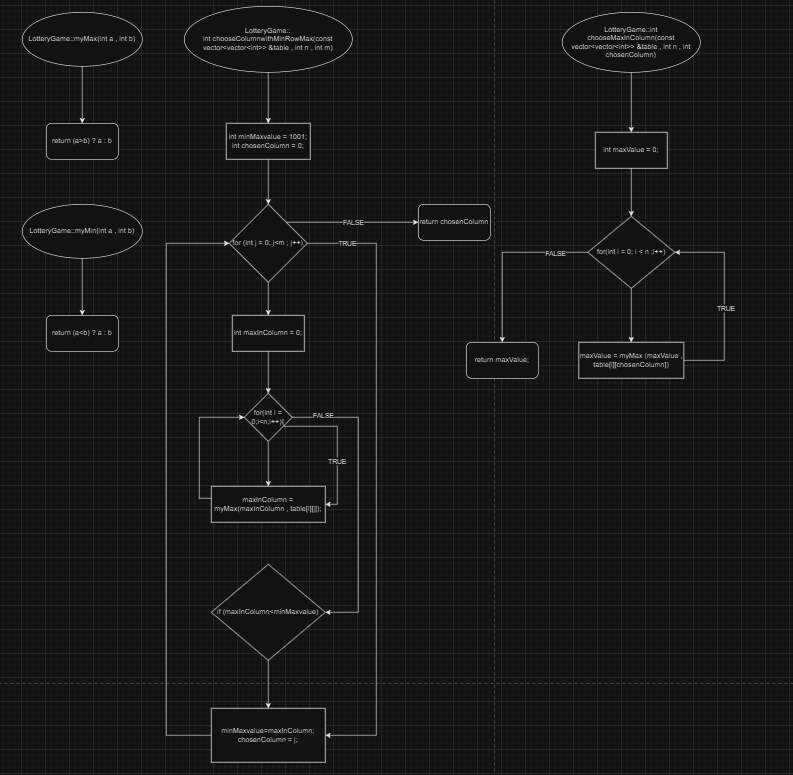 LotteryGame::myMax(int a , int b)
return (a>b) ? a : b
LotteryGame::myMin(int a , int b)
return (a<b) ? a : b
LotteryGame::
int chooseColumnwithMinRowMax(const
vector<vector<int>> &table , int n , int m)
int minMaxvalue = 1001;
int chosenColumn = 0;
for (int j = 0; j<m ; j++)
FALSE
return chosenColumn
TRUE
int maxInColumn = 0;
for(int i =
0;i<n;i++){
FALSE
TRUE
maxInColumn =
myMax(maxInColumn , table[i][j]);
if (maxInColumn<minMaxvalue)
minMaxvalue=maxInColumn;
chosenColumn = j;
LotteryGame::int
chooseMaxInColumn(const
vector<vector<int>> &table , int n , int
chosenColumn)
int maxValue = 0;
for(int i = 0; i < n ;i++)
FALSE
TRUE
return maxValue;
maxValue = myMax (maxValue ,
table[i][chosenColumn])